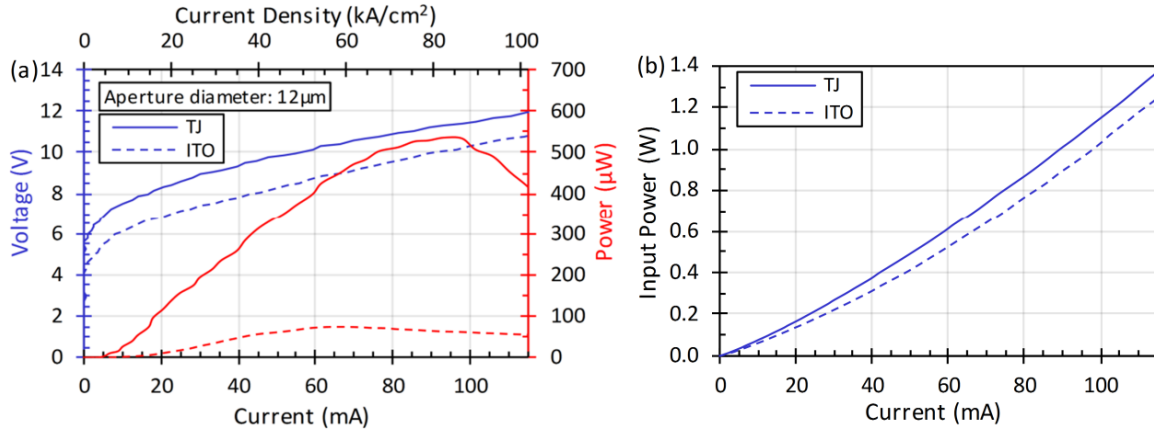 Current Density (kA/cm²)
0 20 40 60 80 100
(a)
14 12 10 8 6 4 2 0
Voltage (V)
Aperture diameter: 12µm
TJ
ITO
700 600 500 400 300 200 100 0
Power (µW)
0 20 40 60 80 100
Current (mA)
(b)
1.4 1.2 1.0 0.8 0.6 0.4 0.2 0.0
Input Power (W)
TJ
ITO
0 20 40 60 80 100
Current (mA)